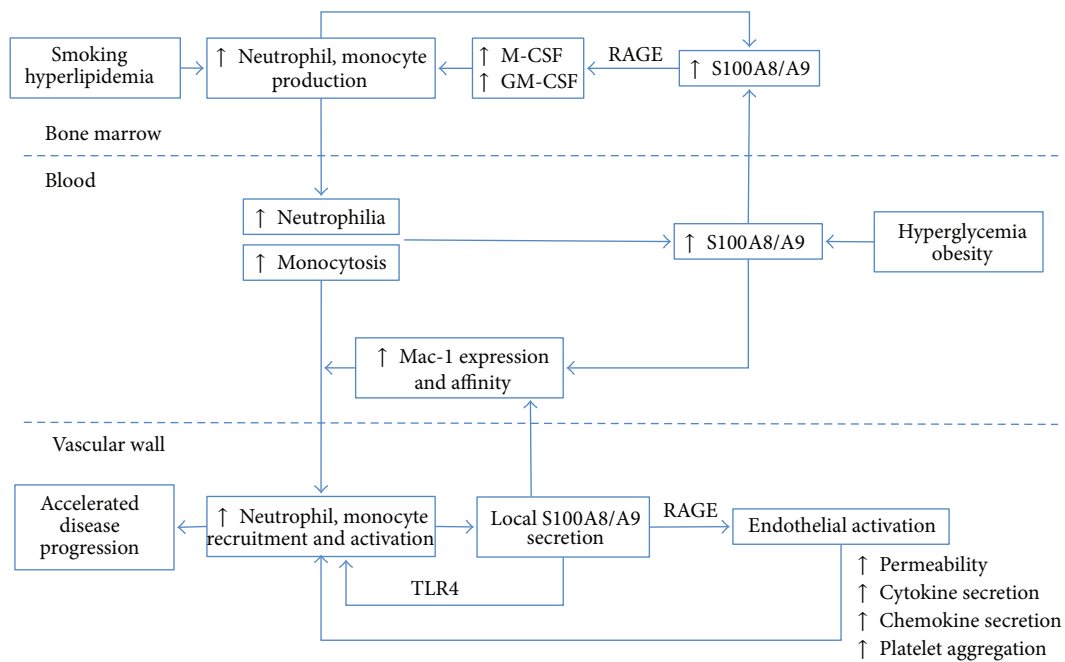 Smoking
hyperlipidemia
↑ Neutrophil, monocyte
production
↑ M-CSF
↑ GM-CSF
RAGE
↑ S100A8/A9
Bone marrow
Blood
↑ Neutrophilia
↑ Monocytosis
↑ S100A8/A9
Hyperglycemia
obesity
↑ Mac-1 expression
and affinity
Vascular wall
Accelerated
disease
progression
↑ Neutrophil, monocyte
recruitment and activation
Local S100A8/A9
secretion
RAGE
Endothelial activation
TLR4
↑ Permeability
↑ Cytokine secretion
↑ Chemokine secretion
↑ Platelet aggregation